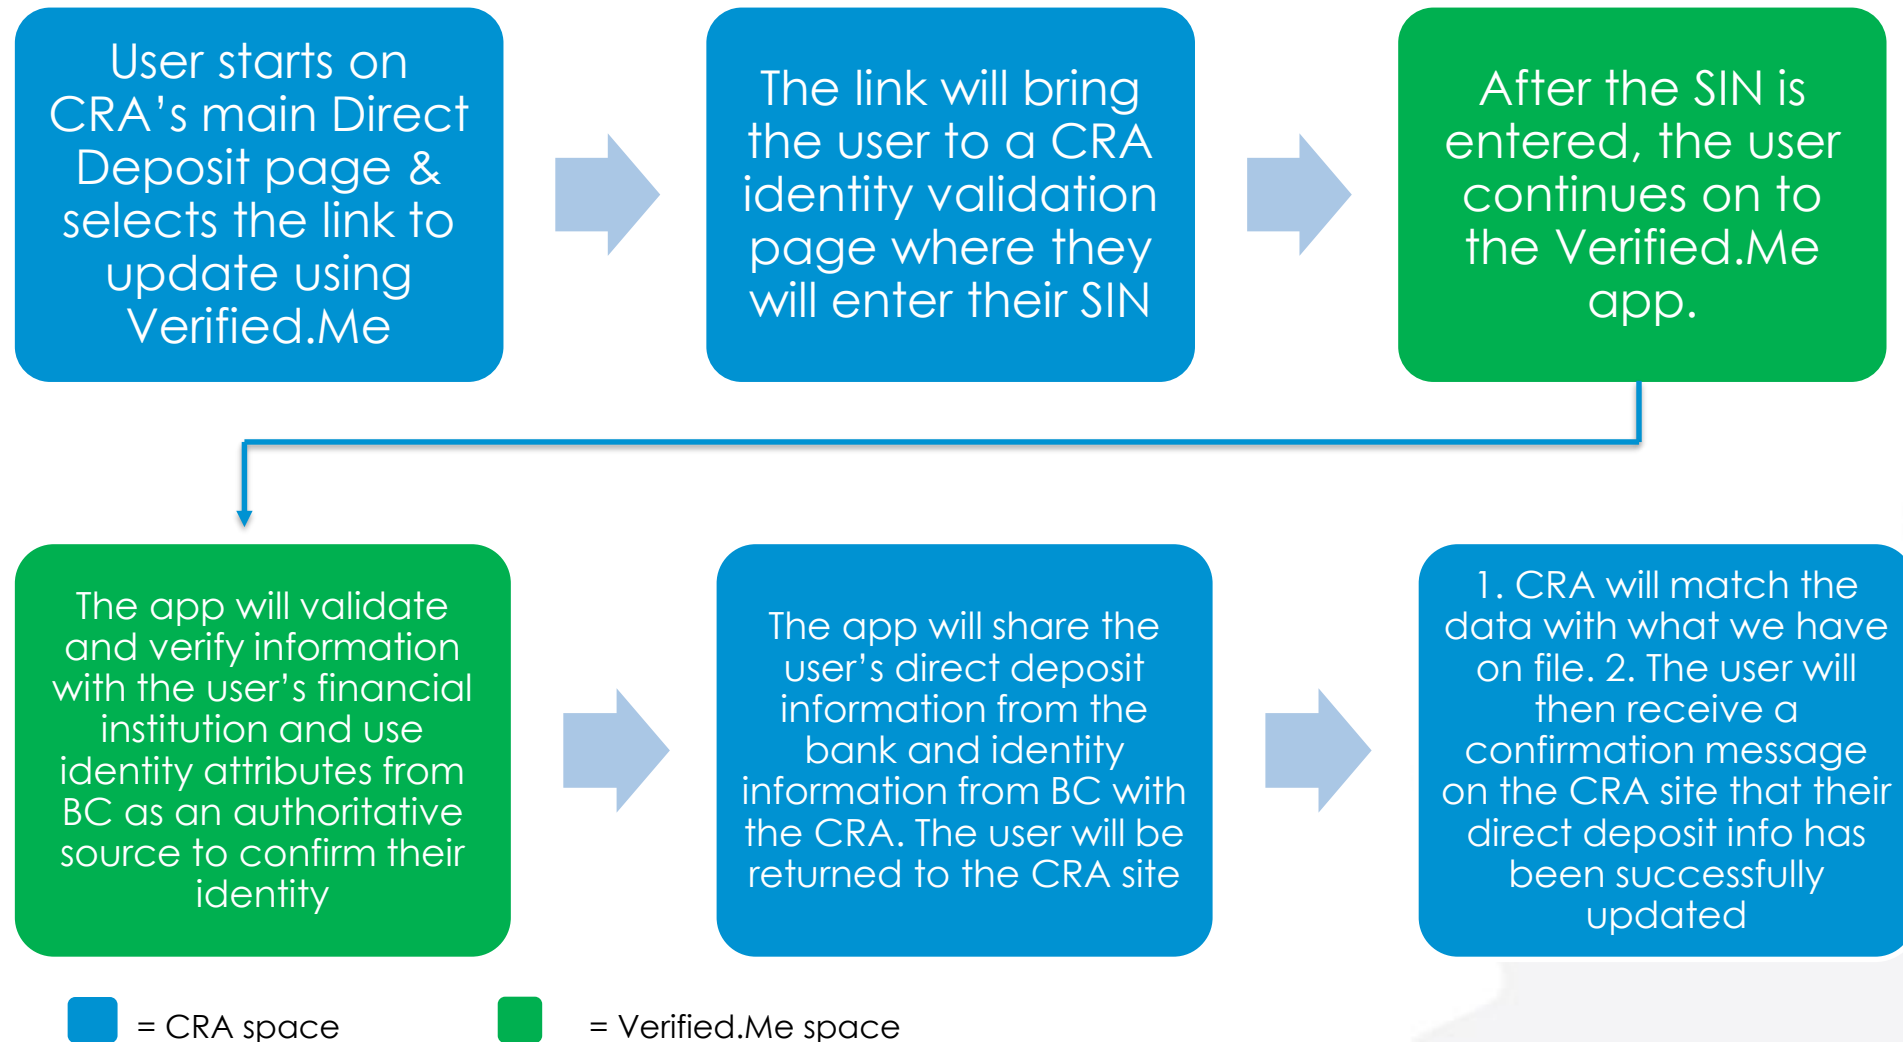 User starts on
CRA's main Direct
Deposit page &
selects the link to
update using
Verified.Me
The link will bring
the user to a CRA
identity validation
page where they
will enter their SIN
After the SIN is
entered, the user
continues on to
the Verified.Me
app.
The app will validate
and verify information
with the user's financial
institution and use
identity attributes from
BC as an authoritative
source to confirm their
identity
The app will share the
user's direct deposit
information from the
bank and identity
information from BC with
the CRA. The user will be
returned to the CRA site
1. CRA will match the
data with what we have
on file. 2. The user will
then receive a
confirmation message
on the CRA site that their
direct deposit info has
been successfully
updated
= CRA space
= Verified.Me space